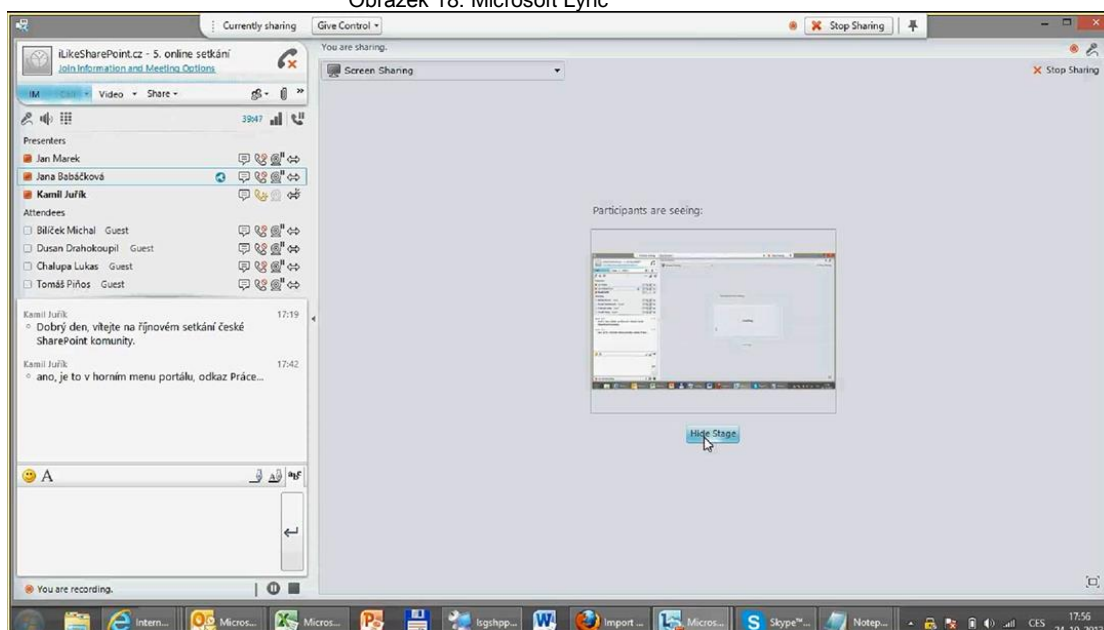 Obrázek 18: Microsoft Lync
Currently sharing
Give Control
Stop Sharing
iLikeSharePoint.cz - 5. online setkání
Join Information and Meeting Options
You are sharing.
Screen Sharing
Stop Sharing
IM
Video
Share
39:47
Presenters
Jan Marek
Jana Babáčková
Kamil Juřík
Attendees
Bilíček Michal Guest
Dusan Drahokoupil Guest
Chalupa Lukas Guest
Tomáš Piňos Guest
Participants are seeing:
Kamil Juřík 17:19
Dobrý den, vítejte na říjnovém setkání české
SharePoint komunity.
Kamil Juřík 17:42
ano, je to v horním menu portálu, odkaz Práce...
Hide Stage
A
You are recording.
Intern...
Micros...
Micros...
lsgshpp...
Import ...
Micros...
Skype™...
Notep...
CES
17:56
24. 10. 2013